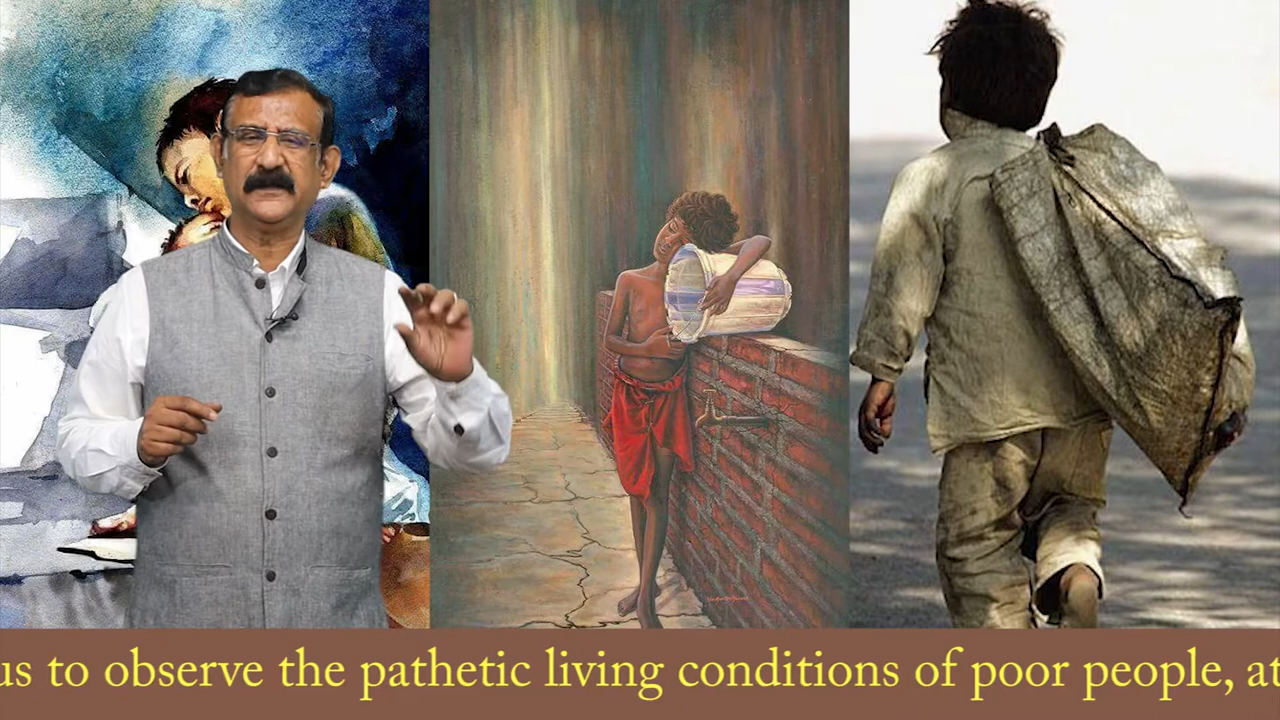 us to observe the pathetic living conditions of poor people, at